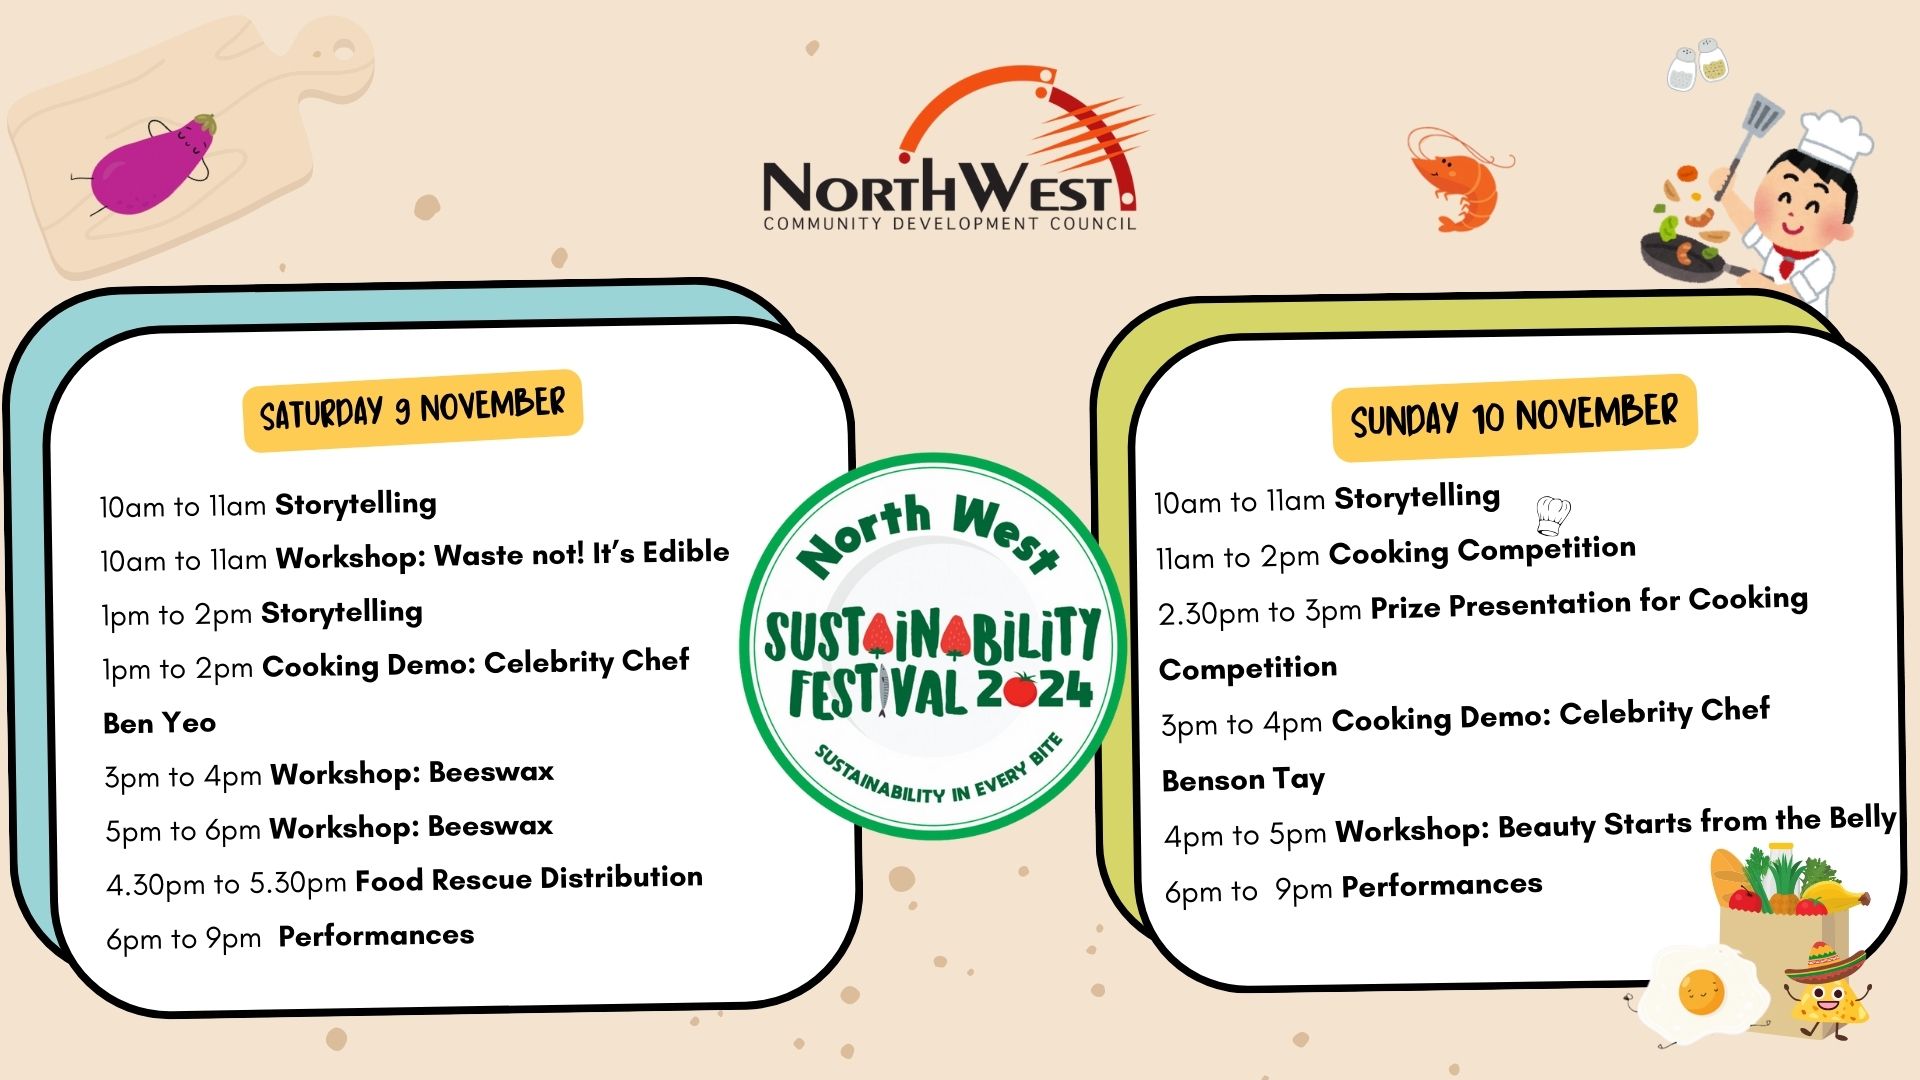 NORTHWEST
COMMUNITY DEVELOPMENT COUNCIL
SATURDAY 9 NOVEMBER
10am to 11am Storytelling
10am to 11am Workshop: Waste not! It's Edible
1pm to 2pm Storytelling
1pm to 2pm Cooking Demo: Celebrity Chef
Ben Yeo
3pm to 4pm Workshop: Beeswax
5pm to 6pm Workshop: Beeswax
4.30pm to 5.30pm Food Rescue Distribution
6pm to 9pm Performances
North West
SUSTAINABILITY
FESTIVAL 2024
SUSTAINABILITY IN EVERY BITE
SUNDAY 10 NOVEMBER
10am to 11am Storytelling
11am to 2pm Cooking Competition
2.30pm to 3pm Prize Presentation for Cooking
Competition
3pm to 4pm Cooking Demo: Celebrity Chef
Benson Tay
4pm to 5pm Workshop: Beauty Starts from the Belly
6pm to 9pm Performances